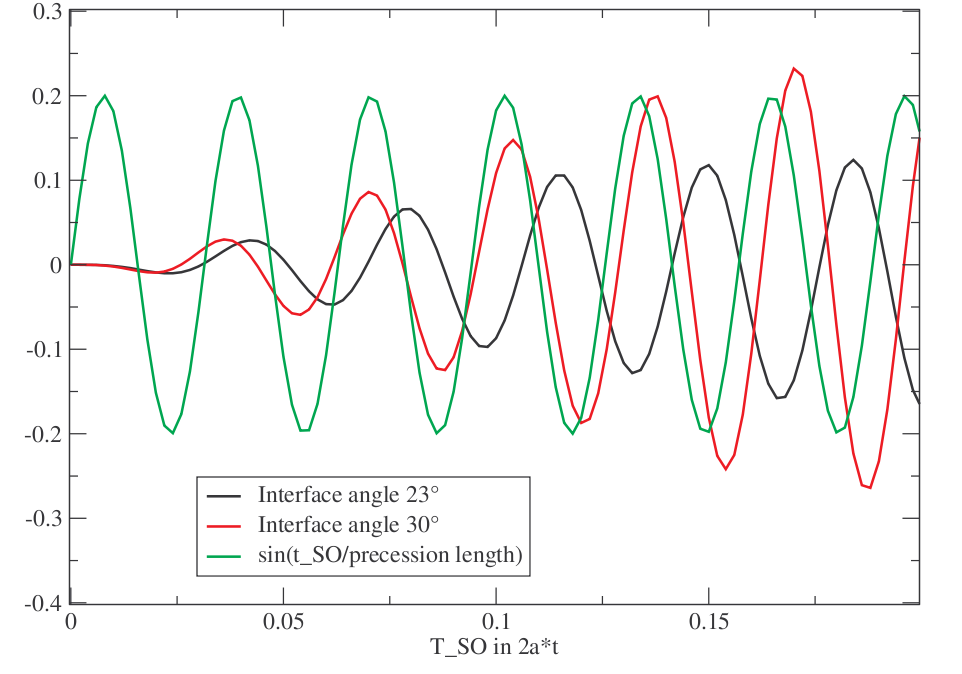 0.3
0.2
0.1
0
-0.1
-0.2
-0.3
-0.4
Interface angle 23°
Interface angle 30°
sin(t_SO/precession length)
0 0.05 0.1 0.15
T_SO in 2a*t